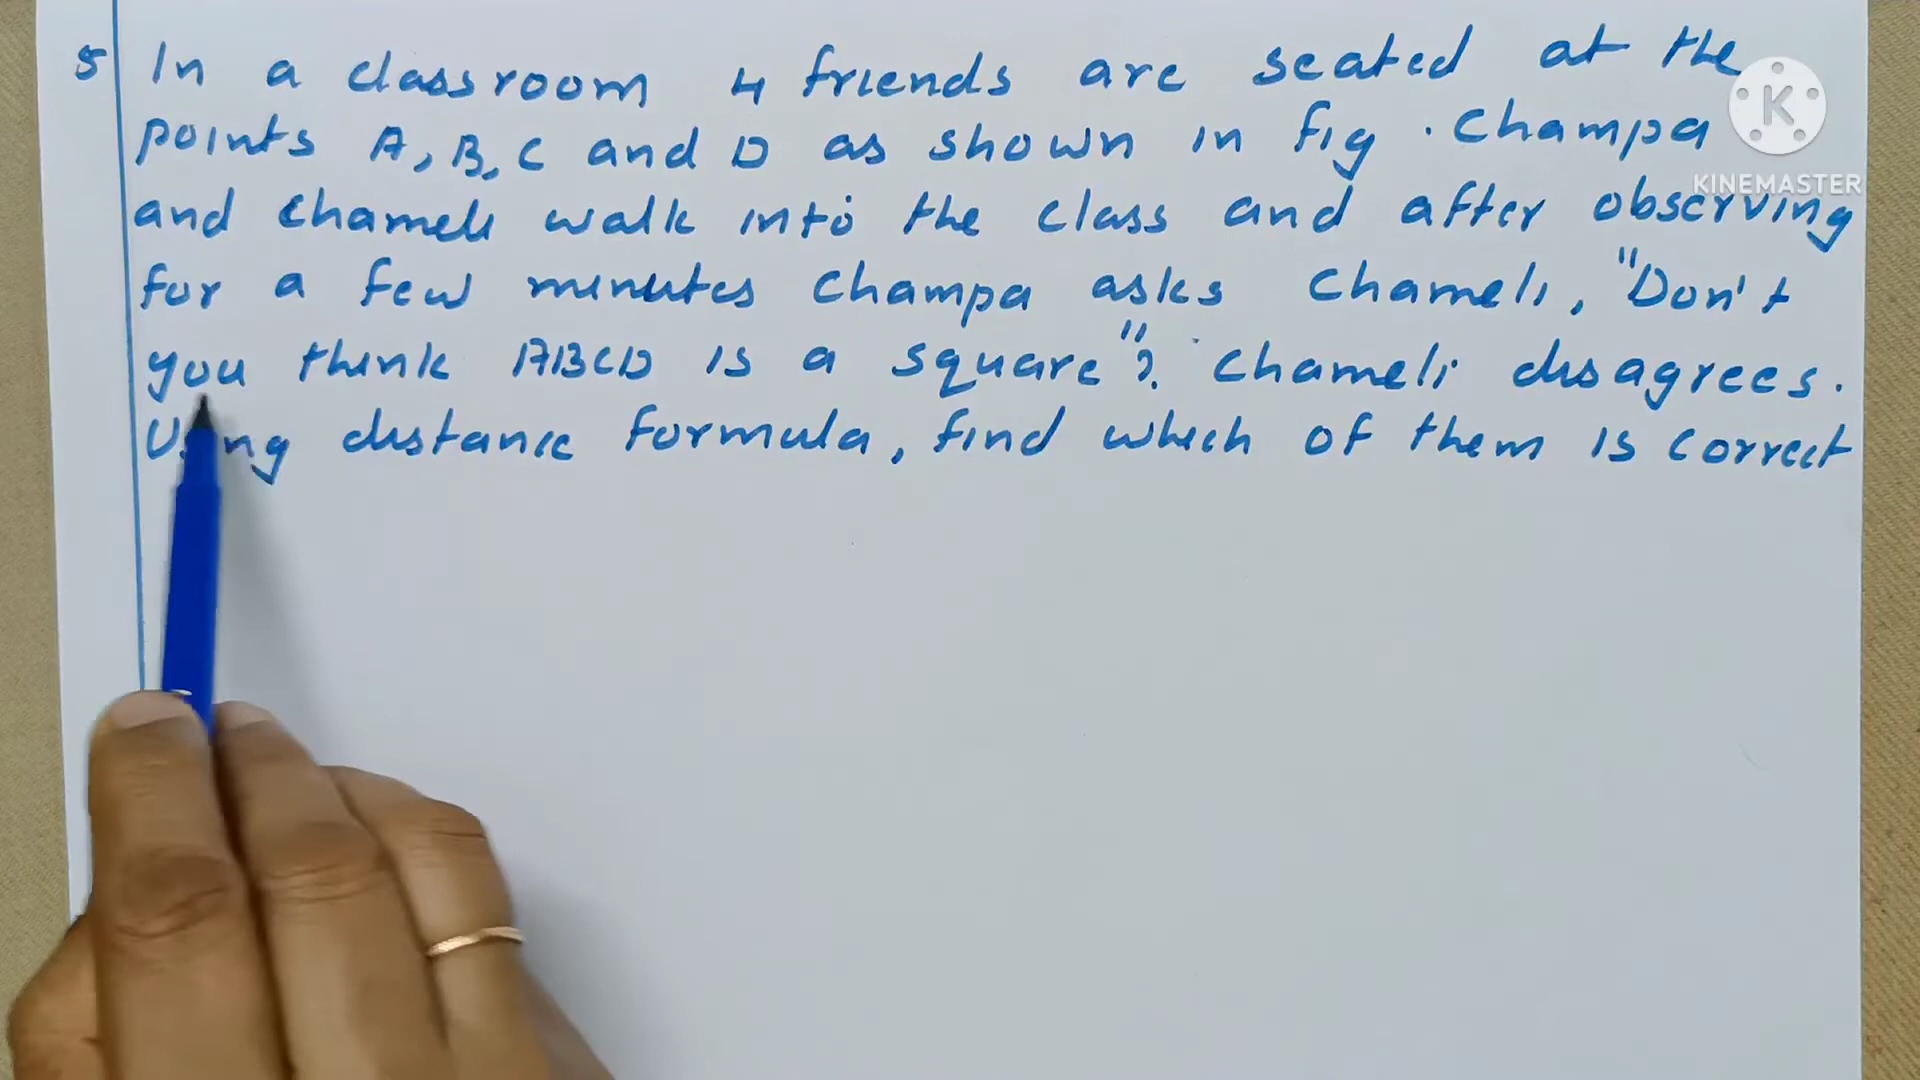 5 In a classroom 4 friends are seated at the
points A, B, C and D as shown in fig. Champa
and chameli walk into the class and after observing
for a few minutes Champa asks Chameli, "Don't
you think ABCD is a square"?. Chameli disagrees.
Using distance formula, find which of them is correct
K
KINEMASTER